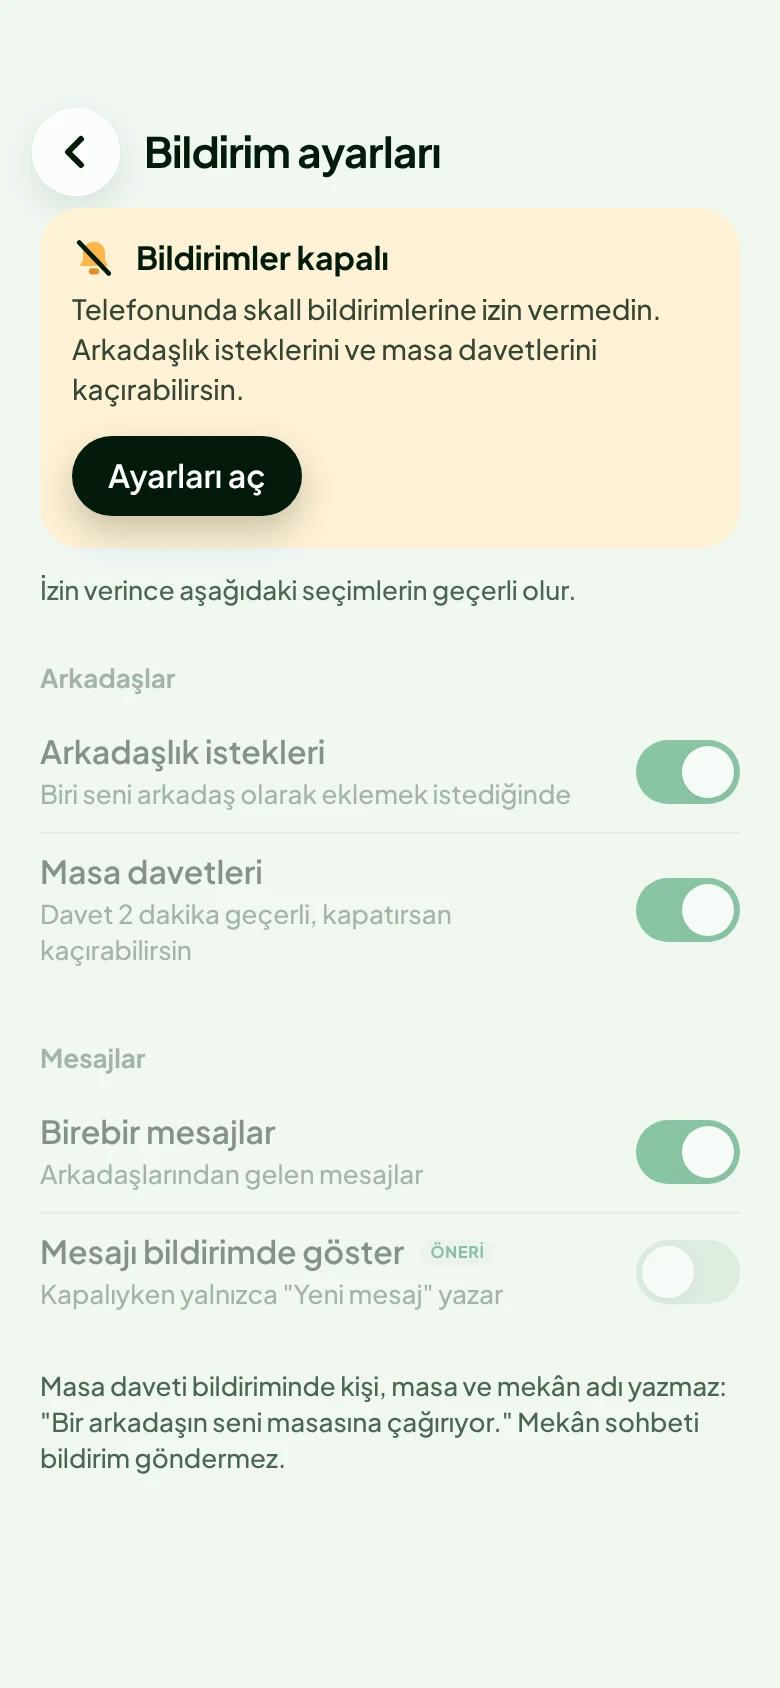 Bildirim ayarları
Bildirimler kapalı
Telefonunda skall bildirimlerine izin vermedin.
Arkadaşlık isteklerini ve masa davetlerini
kaçırabilirsin.
Ayarları aç
İzin verince aşağıdaki seçimlerin geçerli olur.
Arkadaşlar
Arkadaşlık istekleri
Biri seni arkadaş olarak eklemek istediğinde
Masa davetleri
Davet 2 dakika geçerli, kapatırsan
kaçırabilirsin
Mesajlar
Birebir mesajlar
Arkadaşlarından gelen mesajlar
Mesajı bildirimde göster ÖNERİ
Kapalıyken yalnızca "Yeni mesaj" yazar
Masa daveti bildiriminde kişi, masa ve mekân adı yazmaz:
"Bir arkadaşın seni masasına çağırıyor." Mekân sohbeti
bildirim göndermez.